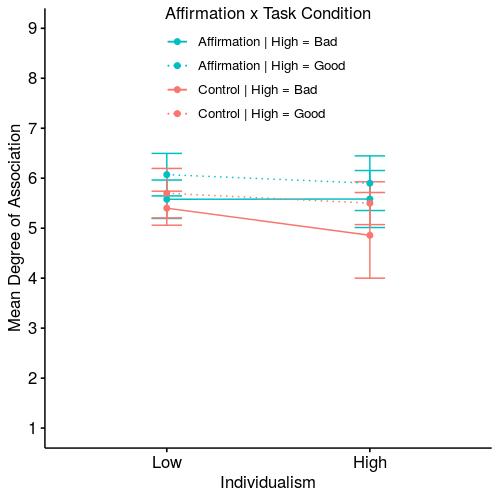 Affirmation x Task Condition
Affirmation | High = Bad
Affirmation | High = Good
Control | High = Bad
Control | High = Good
Mean Degree of Association
9
8
7
6
5
4
3
2
1
Low High
Individualism